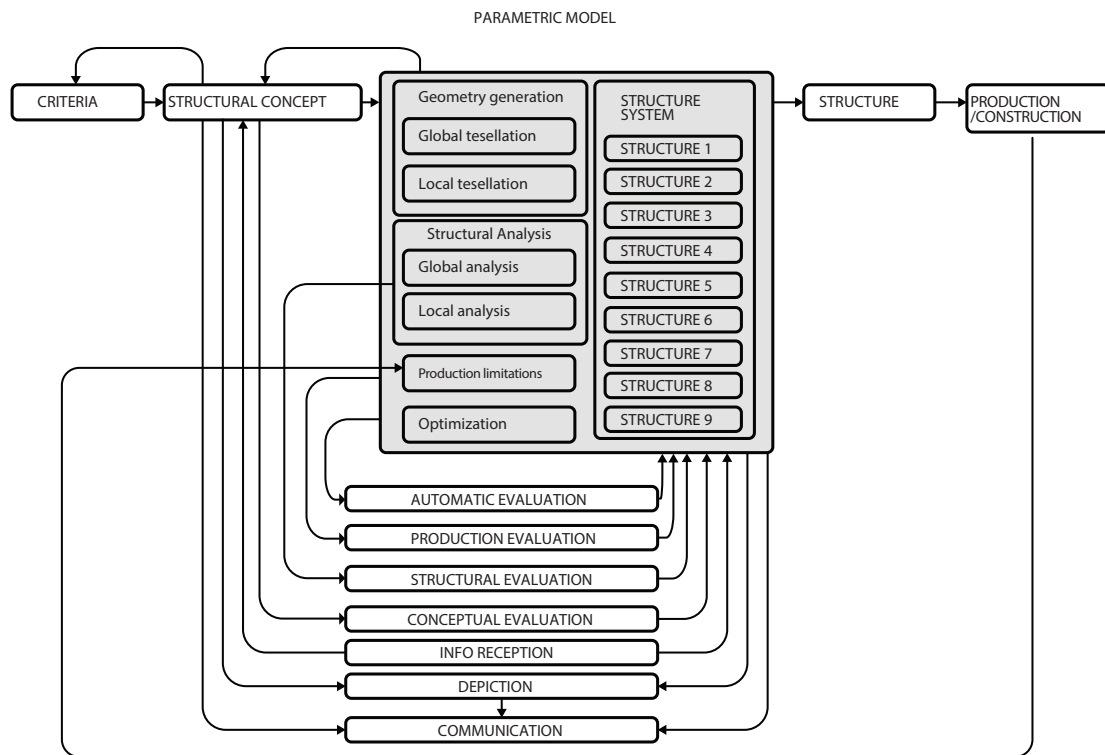 PARAMETRIC MODEL
CRITERIA
STRUCTURAL CONCEPT
Geometry generation
Global tesellation
Local tesellation
Structural Analysis
Global analysis
Local analysis
Production limitations
Optimization
STRUCTURE
SYSTEM
STRUCTURE 1
STRUCTURE 2
STRUCTURE 3
STRUCTURE 4
STRUCTURE 5
STRUCTURE 6
STRUCTURE 7
STRUCTURE 8
STRUCTURE 9
STRUCTURE
PRODUCTION
/CONSTRUCTION
AUTOMATIC EVALUATION
PRODUCTION EVALUATION
STRUCTURAL EVALUATION
CONCEPTUAL EVALUATION
INFO RECEPTION
DEPICTION
COMMUNICATION